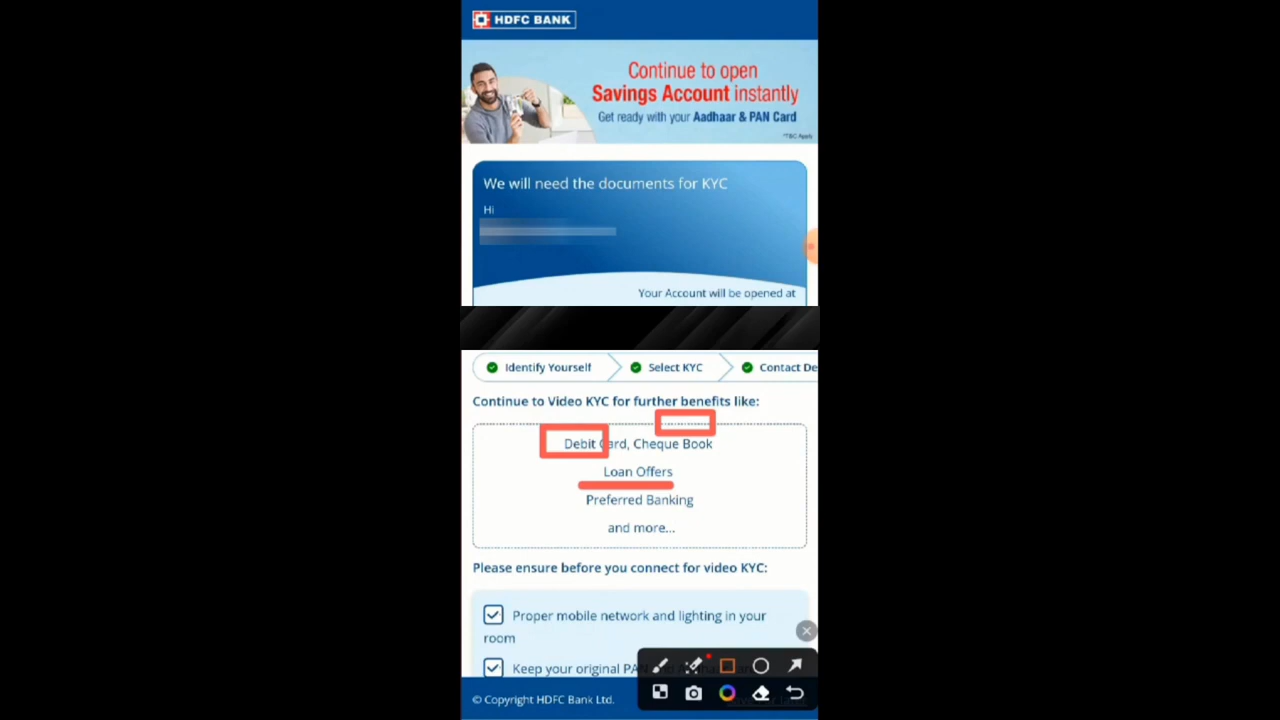 HDFC BANK
Continue to open
Savings Account instantly
Get ready with your Aadhaar & PAN Card
*T&C Apply
We will need the documents for KYC
Hi
Your Account will be opened at
Identify Yourself
Select KYC
Contact De
Continue to Video KYC for further benefits like:
Debit Card, Cheque Book
Loan Offers
Preferred Banking
and more...
Please ensure before you connect for video KYC:
Proper mobile network and lighting in your
room
Keep your original PAN
© Copyright HDFC Bank Ltd.